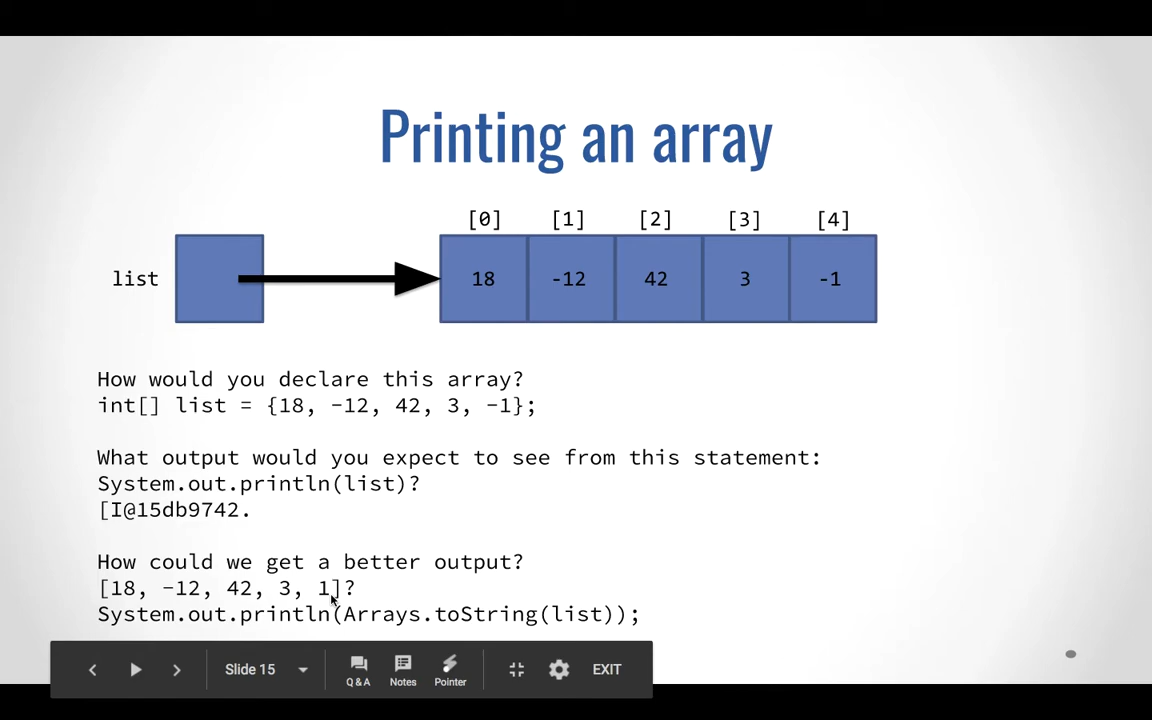 Printing an array
[0] [1] [2] [3] [4]
list 18 -12 42 3 -1
How would you declare this array?
int[] list = {18, -12, 42, 3, -1};
What output would you expect to see from this statement:
System.out.println(list)?
[I@15db9742.
How could we get a better output?
[18, -12, 42, 3, 1]?
System.out.println(Arrays.toString(list));
Slide 15 Q & A Notes Pointer EXIT